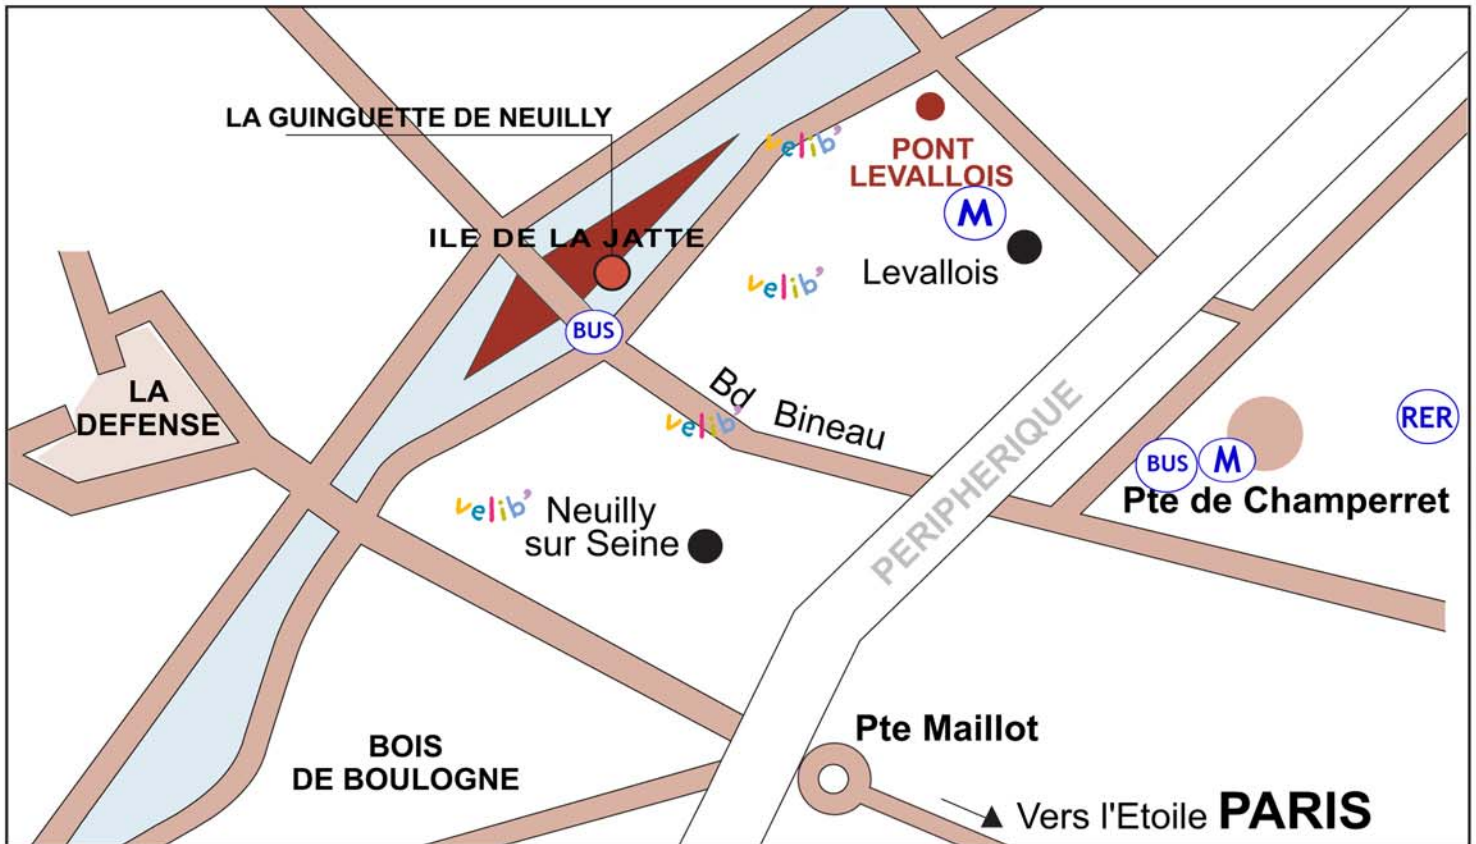 LA GUINGUETTE DE NEUILLY
velib'
PONT
LEVALLOIS
M
ILE DE LA JATTE
Levallois
velib'
BUS
LA
DEFENSE
Bd Bineau
velib'
PERIPHERIQUE
RER
BUS
M
Pte de Champerret
velib'
Neuilly
sur Seine
BOIS
DE BOULOGNE
Pte Maillot
Vers l'Etoile PARIS